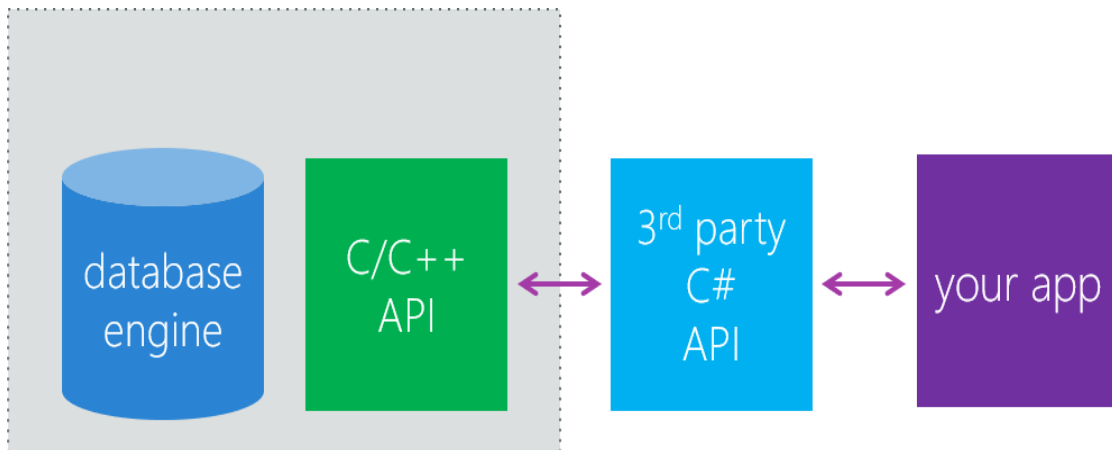 database
engine
C/C++
API
3rd party
C#
API
your app